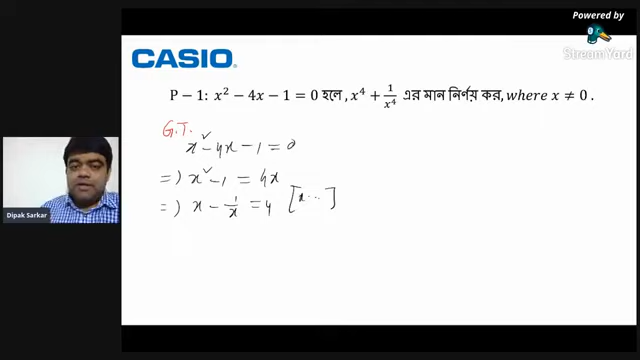 Powered by
StreamYard
CASIO
P – 1: x² − 4x − 1 = 0 হলে, x⁴ + 1/x⁴ এর মান নির্ণয় কর, where x ≠ 0 .
G.T.
x² − 4x − 1 = 0
=) x² − 1 = 4x
=) x − 1/x = 4 [x ...]
Dipak Sarkar